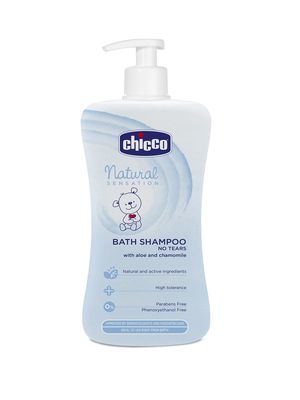 chicco
Natural
SENSATION
BATH SHAMPOO
NO TEARS
with aloe and chamomile
Natural and active ingredients
High tolerance
0%
Parabens Free
Phenoxyethanol Free